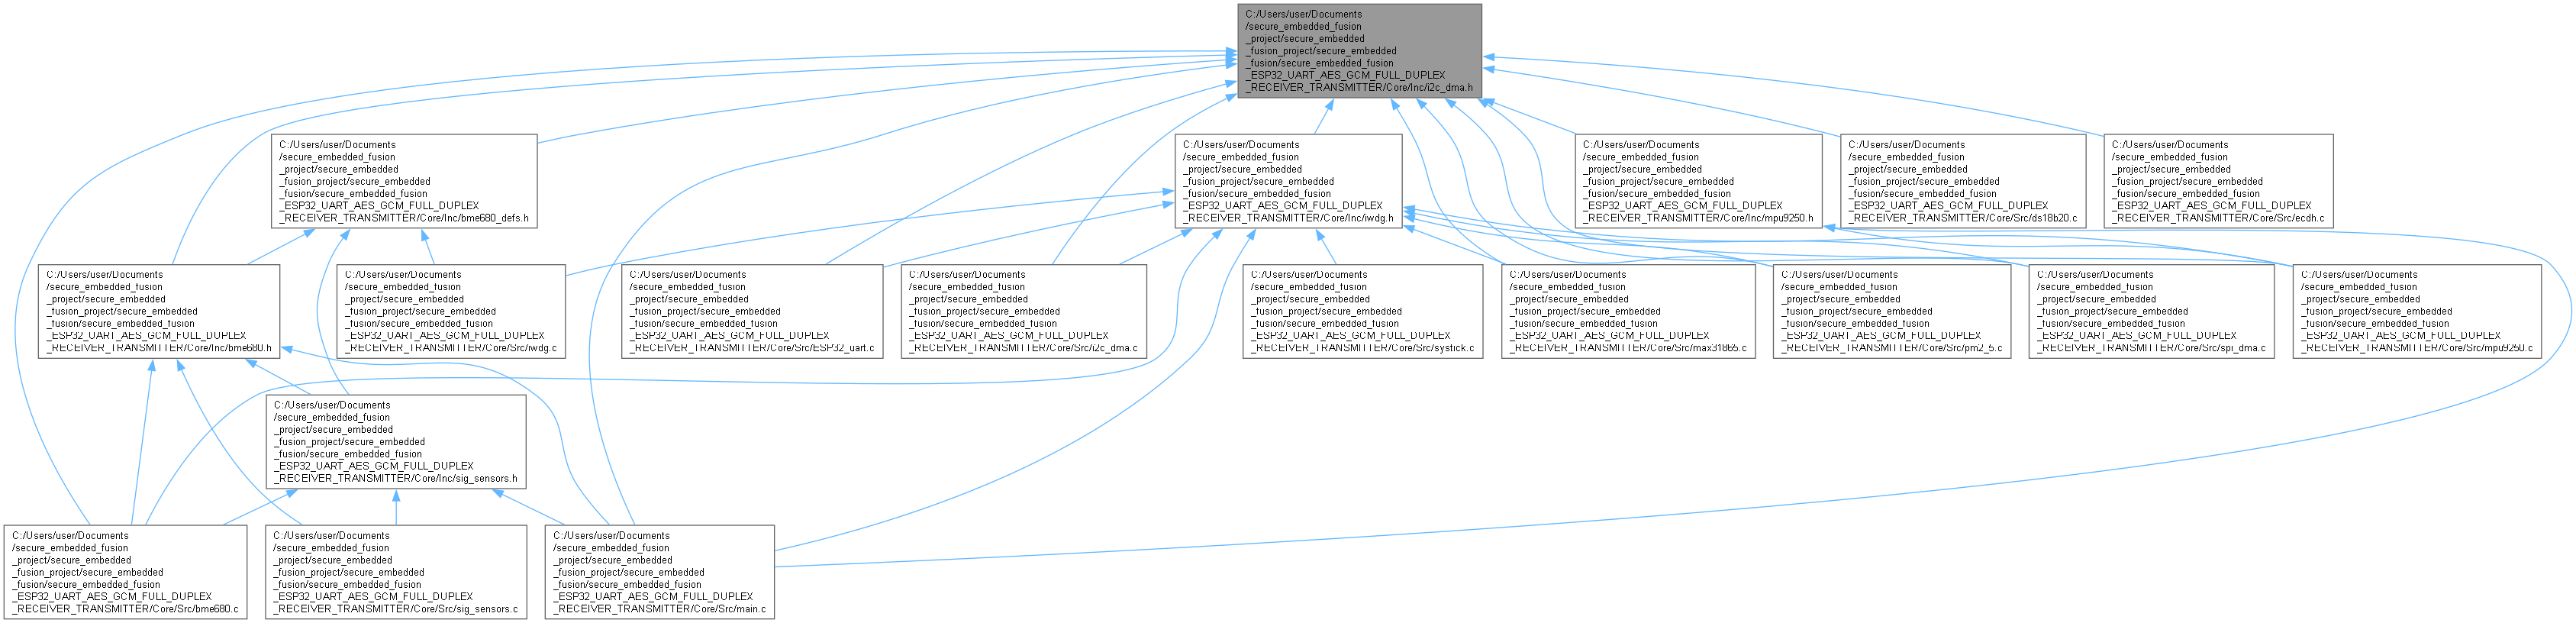 C:/Users/user/Documents
/secure_embedded_fusion
_project/secure_embedded
_fusion_project/secure_embedded
_fusion/secure_embedded_fusion
_ESP32_UART_AES_GCM_FULL_DUPLEX
_RECEIVER_TRANSMITTER/Core/Inc/i2c_dma.h
C:/Users/user/Documents
/secure_embedded_fusion
_project/secure_embedded
_fusion_project/secure_embedded
_fusion/secure_embedded_fusion
_ESP32_UART_AES_GCM_FULL_DUPLEX
_RECEIVER_TRANSMITTER/Core/Inc/bme680_defs.h
C:/Users/user/Documents
/secure_embedded_fusion
_project/secure_embedded
_fusion_project/secure_embedded
_fusion/secure_embedded_fusion
_ESP32_UART_AES_GCM_FULL_DUPLEX
_RECEIVER_TRANSMITTER/Core/Inc/iwdg.h
C:/Users/user/Documents
/secure_embedded_fusion
_project/secure_embedded
_fusion_project/secure_embedded
_fusion/secure_embedded_fusion
_ESP32_UART_AES_GCM_FULL_DUPLEX
_RECEIVER_TRANSMITTER/Core/Inc/mpu9250.h
C:/Users/user/Documents
/secure_embedded_fusion
_project/secure_embedded
_fusion_project/secure_embedded
_fusion/secure_embedded_fusion
_ESP32_UART_AES_GCM_FULL_DUPLEX
_RECEIVER_TRANSMITTER/Core/Src/ds18b20.c
C:/Users/user/Documents
/secure_embedded_fusion
_project/secure_embedded
_fusion_project/secure_embedded
_fusion/secure_embedded_fusion
_ESP32_UART_AES_GCM_FULL_DUPLEX
_RECEIVER_TRANSMITTER/Core/Src/ecdh.c
C:/Users/user/Documents
/secure_embedded_fusion
_project/secure_embedded
_fusion_project/secure_embedded
_fusion/secure_embedded_fusion
_ESP32_UART_AES_GCM_FULL_DUPLEX
_RECEIVER_TRANSMITTER/Core/Inc/bme680.h
C:/Users/user/Documents
/secure_embedded_fusion
_project/secure_embedded
_fusion_project/secure_embedded
_fusion/secure_embedded_fusion
_ESP32_UART_AES_GCM_FULL_DUPLEX
_RECEIVER_TRANSMITTER/Core/Src/iwdg.c
C:/Users/user/Documents
/secure_embedded_fusion
_project/secure_embedded
_fusion_project/secure_embedded
_fusion/secure_embedded_fusion
_ESP32_UART_AES_GCM_FULL_DUPLEX
_RECEIVER_TRANSMITTER/Core/Src/ESP32_uart.c
C:/Users/user/Documents
/secure_embedded_fusion
_project/secure_embedded
_fusion_project/secure_embedded
_fusion/secure_embedded_fusion
_ESP32_UART_AES_GCM_FULL_DUPLEX
_RECEIVER_TRANSMITTER/Core/Src/i2c_dma.c
C:/Users/user/Documents
/secure_embedded_fusion
_project/secure_embedded
_fusion_project/secure_embedded
_fusion/secure_embedded_fusion
_ESP32_UART_AES_GCM_FULL_DUPLEX
_RECEIVER_TRANSMITTER/Core/Src/systick.c
C:/Users/user/Documents
/secure_embedded_fusion
_project/secure_embedded
_fusion_project/secure_embedded
_fusion/secure_embedded_fusion
_ESP32_UART_AES_GCM_FULL_DUPLEX
_RECEIVER_TRANSMITTER/Core/Src/max31865.c
C:/Users/user/Documents
/secure_embedded_fusion
_project/secure_embedded
_fusion_project/secure_embedded
_fusion/secure_embedded_fusion
_ESP32_UART_AES_GCM_FULL_DUPLEX
_RECEIVER_TRANSMITTER/Core/Src/pm2_5.c
C:/Users/user/Documents
/secure_embedded_fusion
_project/secure_embedded
_fusion_project/secure_embedded
_fusion/secure_embedded_fusion
_ESP32_UART_AES_GCM_FULL_DUPLEX
_RECEIVER_TRANSMITTER/Core/Src/spi_dma.c
C:/Users/user/Documents
/secure_embedded_fusion
_project/secure_embedded
_fusion_project/secure_embedded
_fusion/secure_embedded_fusion
_ESP32_UART_AES_GCM_FULL_DUPLEX
_RECEIVER_TRANSMITTER/Core/Src/mpu9250.c
C:/Users/user/Documents
/secure_embedded_fusion
_project/secure_embedded
_fusion_project/secure_embedded
_fusion/secure_embedded_fusion
_ESP32_UART_AES_GCM_FULL_DUPLEX
_RECEIVER_TRANSMITTER/Core/Inc/sig_sensors.h
C:/Users/user/Documents
/secure_embedded_fusion
_project/secure_embedded
_fusion_project/secure_embedded
_fusion/secure_embedded_fusion
_ESP32_UART_AES_GCM_FULL_DUPLEX
_RECEIVER_TRANSMITTER/Core/Src/bme680.c
C:/Users/user/Documents
/secure_embedded_fusion
_project/secure_embedded
_fusion_project/secure_embedded
_fusion/secure_embedded_fusion
_ESP32_UART_AES_GCM_FULL_DUPLEX
_RECEIVER_TRANSMITTER/Core/Src/sig_sensors.c
C:/Users/user/Documents
/secure_embedded_fusion
_project/secure_embedded
_fusion_project/secure_embedded
_fusion/secure_embedded_fusion
_ESP32_UART_AES_GCM_FULL_DUPLEX
_RECEIVER_TRANSMITTER/Core/Src/main.c